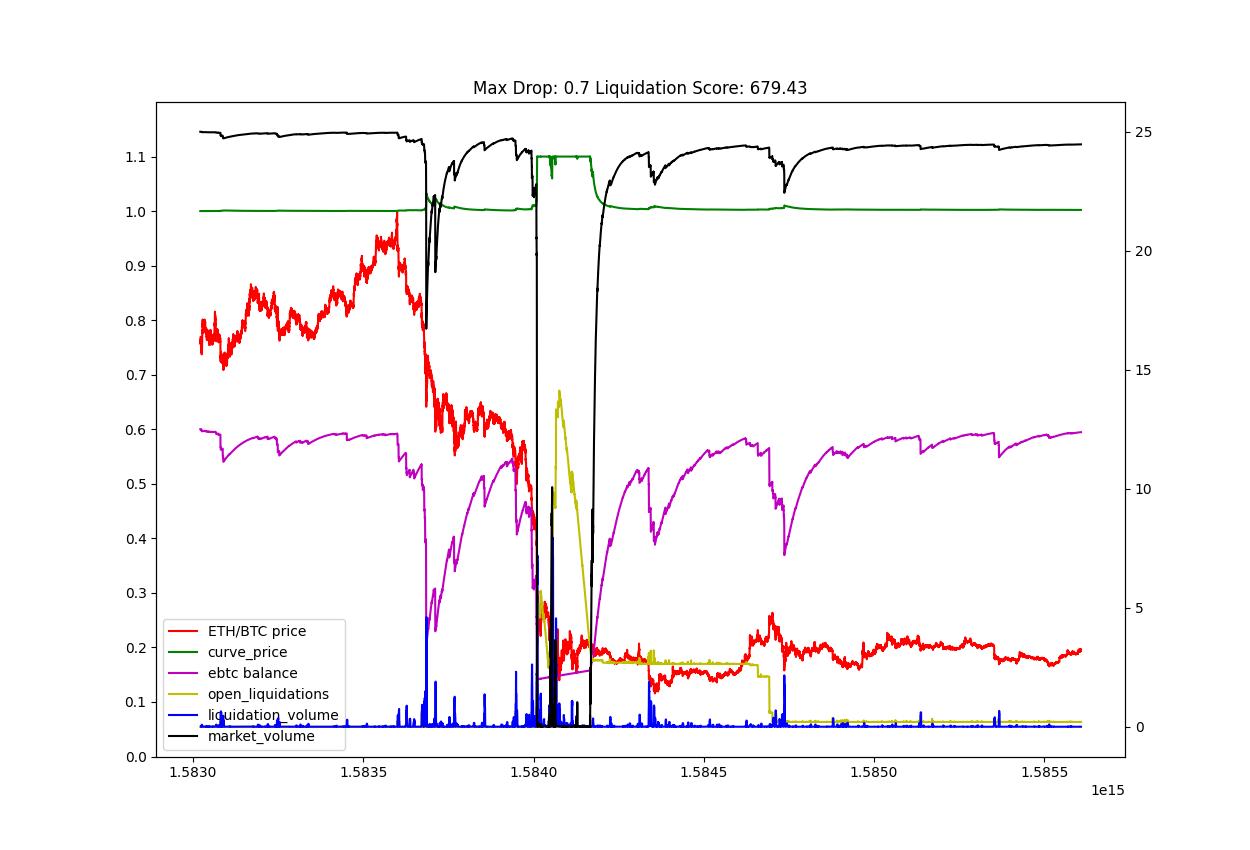 Max Drop: 0.7 Liquidation Score: 679.43
1.1
1.0
0.9
0.8
0.7
0.6
0.5
0.4
0.3
0.2
0.1
0.0
25
20
15
10
5
0
ETH/BTC price
curve_price
ebtc balance
open_liquidations
liquidation_volume
market_volume
1.5830 1.5835 1.5840 1.5845 1.5850 1.5855
1e15